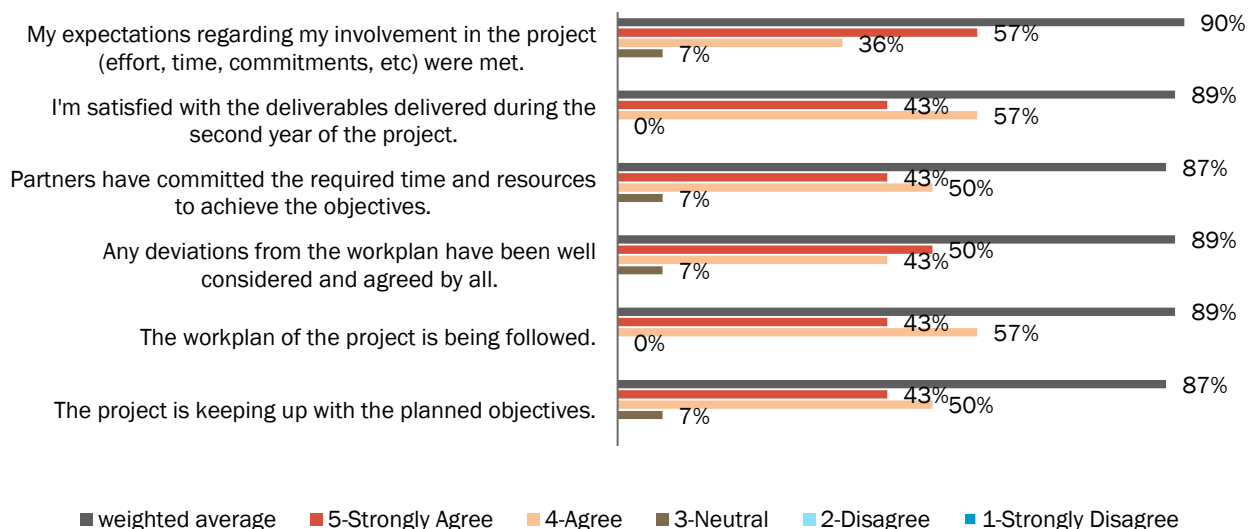 My expectations regarding my involvement in the project
(effort, time, commitments, etc) were met.
90%
57%
36%
7%
I'm satisfied with the deliverables delivered during the
second year of the project.
89%
43%
57%
0%
Partners have committed the required time and resources
to achieve the objectives.
87%
43%
50%
7%
Any deviations from the workplan have been well
considered and agreed by all.
89%
50%
43%
7%
The workplan of the project is being followed.
89%
43%
57%
0%
The project is keeping up with the planned objectives.
87%
43%
50%
7%
weighted average 5-Strongly Agree 4-Agree 3-Neutral 2-Disagree 1-Strongly Disagree